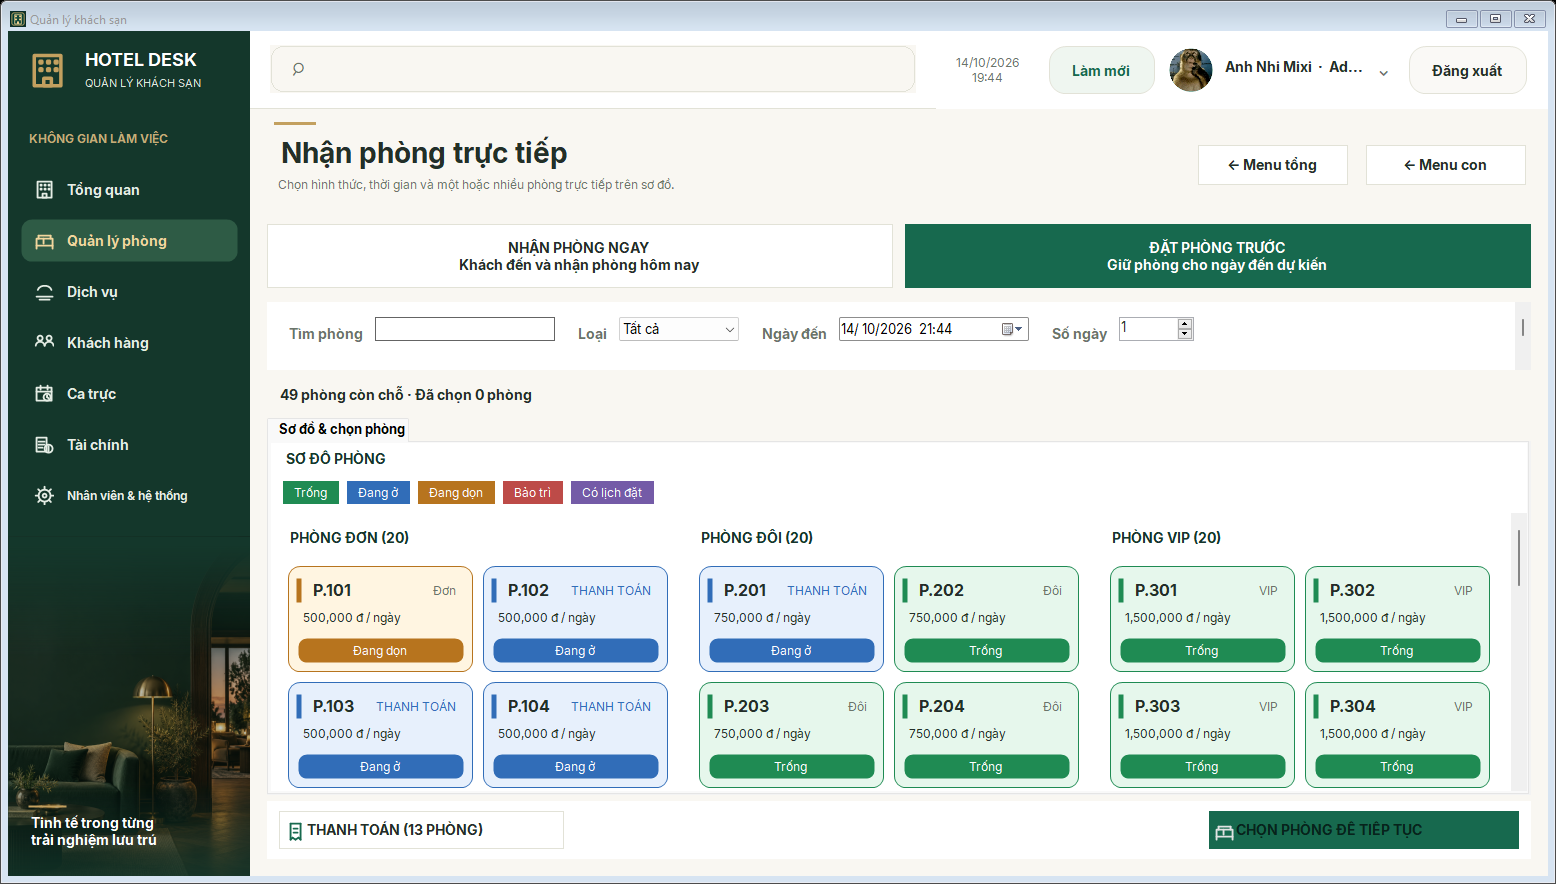 Quản lý khách sạn
HOTEL DESK
QUẢN LÝ KHÁCH SẠN
KHÔNG GIAN LÀM VIỆC
Tổng quan
Quản lý phòng
Dịch vụ
Khách hàng
Ca trực
Tài chính
Nhân viên & hệ thống
Tinh tế trong từng
trải nghiệm lưu trú
14/10/2026
19:44
Làm mới
Anh Nhi Mixi · Ad...
Đăng xuất
Nhận phòng trực tiếp
Chọn hình thức, thời gian và một hoặc nhiều phòng trực tiếp trên sơ đồ.
← Menu tổng
← Menu con
NHẬN PHÒNG NGAY
Khách đến và nhận phòng hôm nay
ĐẶT PHÒNG TRƯỚC
Giữ phòng cho ngày đến dự kiến
Tìm phòng
Loại
Tất cả
Ngày đến
14/ 10/2026 21:44
Số ngày
1
49 phòng còn chỗ · Đã chọn 0 phòng
Sơ đồ & chọn phòng
SƠ ĐỒ PHÒNG
Trống
Đang ở
Đang dọn
Bảo trì
Có lịch đặt
PHÒNG ĐƠN (20)
P.101
Đơn
500,000 đ / ngày
Đang dọn
P.102
THANH TOÁN
500,000 đ / ngày
Đang ở
P.103
THANH TOÁN
500,000 đ / ngày
Đang ở
P.104
THANH TOÁN
500,000 đ / ngày
Đang ở
PHÒNG ĐÔI (20)
P.201
THANH TOÁN
750,000 đ / ngày
Đang ở
P.202
Đôi
750,000 đ / ngày
Trống
P.203
Đôi
750,000 đ / ngày
Trống
P.204
Đôi
750,000 đ / ngày
Trống
PHÒNG VIP (20)
P.301
VIP
1,500,000 đ / ngày
Trống
P.302
VIP
1,500,000 đ / ngày
Trống
P.303
VIP
1,500,000 đ / ngày
Trống
P.304
VIP
1,500,000 đ / ngày
Trống
THANH TOÁN (13 PHÒNG)
CHỌN PHÒNG ĐỂ TIẾP TỤC